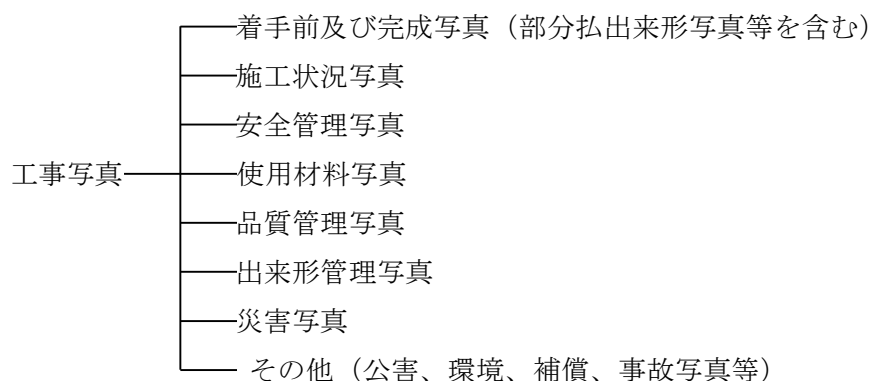 着手前及び完成写真（部分払出来形写真等を含む）
施工状況写真
安全管理写真
工事写真 使用材料写真
品質管理写真
出来形管理写真
災害写真
その他（公害、環境、補償、事故写真等）